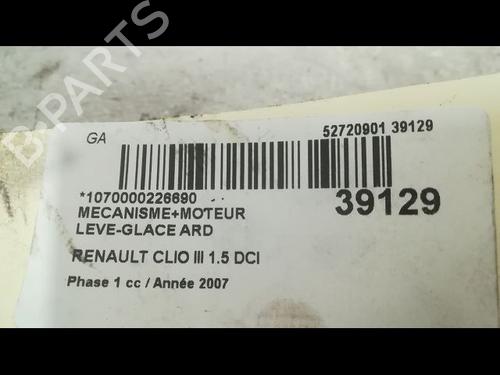 GA
52720901 39129
*1070000226690
39129
MECANISME+MOTEUR
LEVE-GLACE ARD
RENAULT CLIO III 1.5 DCI
Phase 1 cc / Année 2007